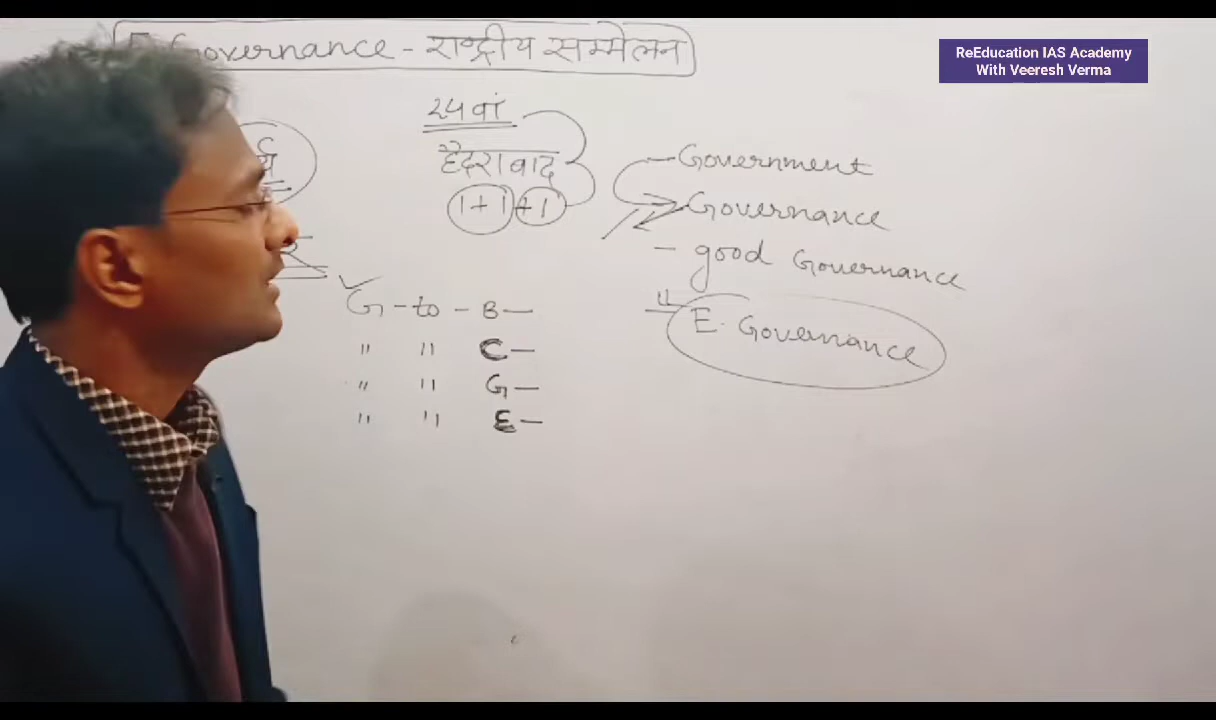 Governance - राष्ट्रीय सम्मेलन
ReEducation IAS Academy
With Veeresh Verma
24वां
हैदराबाद
1+1+1
Government
Governance
- good Governance
E. Governance
G - to - B -
" " C -
" " G -
" " E -